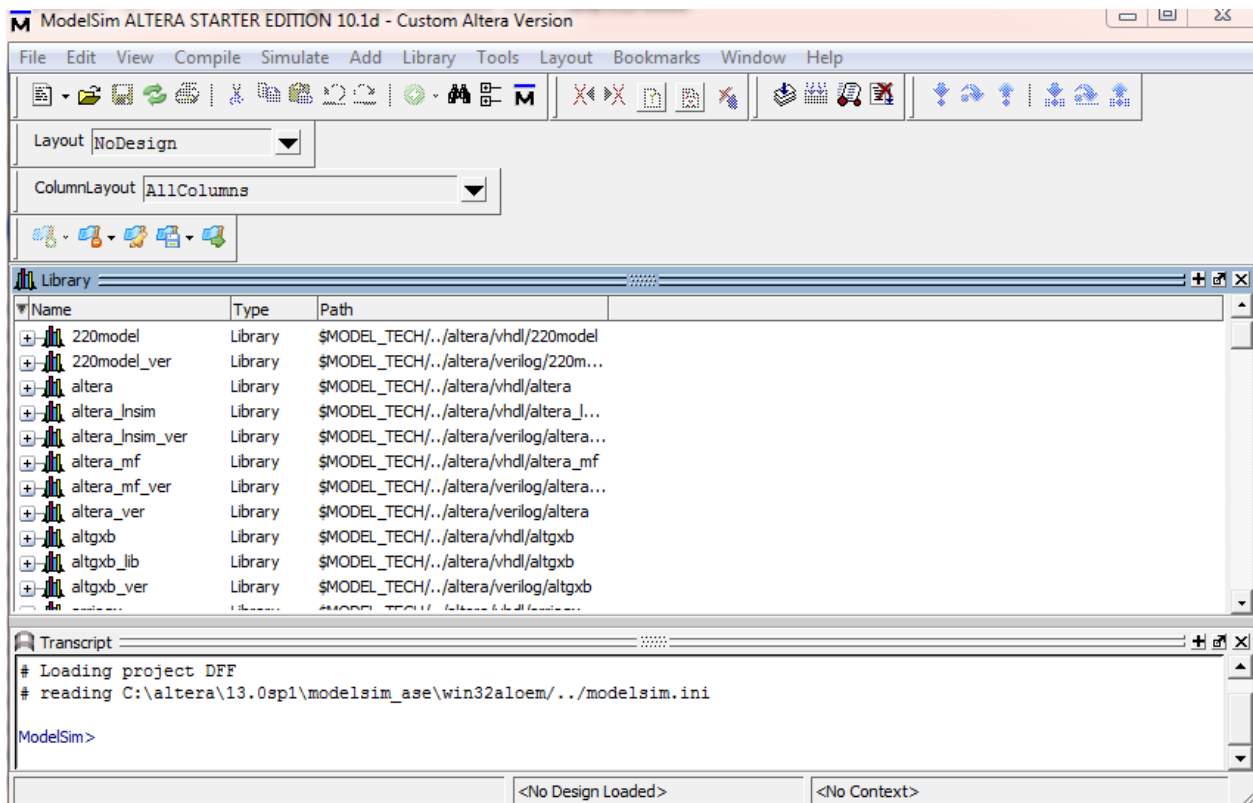 ModelSim ALTERA STARTER EDITION 10.1d - Custom Altera Version
File Edit View Compile Simulate Add Library Tools Layout Bookmarks Window Help
Layout NoDesign
ColumnLayout AllColumns
Library
Name Type Path
220model Library $MODEL_TECH/../altera/vhdl/220model
220model_ver Library $MODEL_TECH/../altera/verilog/220m...
altera Library $MODEL_TECH/../altera/vhdl/altera
altera_lnsim Library $MODEL_TECH/../altera/vhdl/altera_l...
altera_lnsim_ver Library $MODEL_TECH/../altera/verilog/altera...
altera_mf Library $MODEL_TECH/../altera/vhdl/altera_mf
altera_mf_ver Library $MODEL_TECH/../altera/verilog/altera...
altera_ver Library $MODEL_TECH/../altera/verilog/altera
altgxb Library $MODEL_TECH/../altera/vhdl/altgxb
altgxb_lib Library $MODEL_TECH/../altera/vhdl/altgxb
altgxb_ver Library $MODEL_TECH/../altera/verilog/altgxb
Transcript
# Loading project DFF
# reading C:\altera\13.0sp1\modelsim_ase\win32aloem/../modelsim.ini
ModelSim>
<No Design Loaded> <No Context>